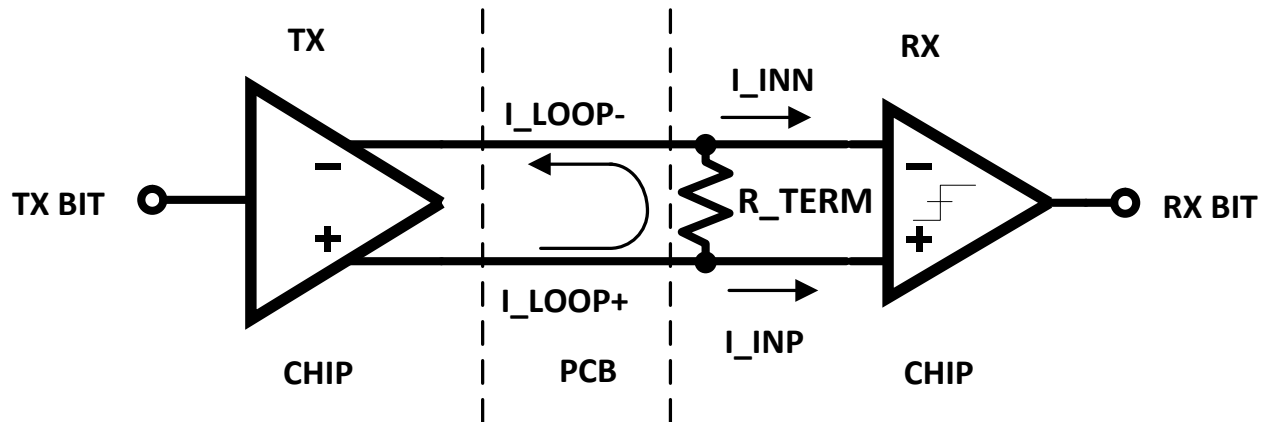 TX
RX
I_INN
I_LOOP-
TX BIT
R_TERM
RX BIT
I_LOOP+
I_INP
CHIP
PCB
CHIP